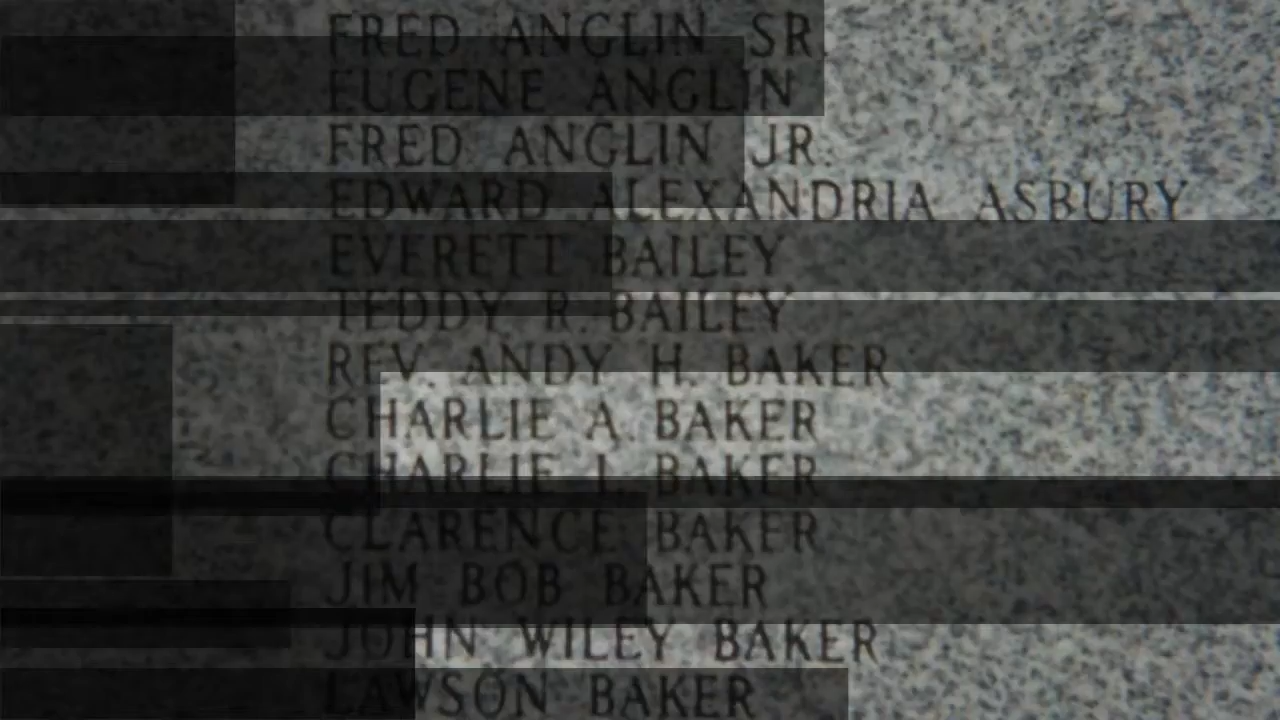 FRED ANGLIN SR.
EUGENE ANGLIN
FRED ANGLIN JR.
EDWARD ALEXANDRIA ASBURY
EVERETT BAILEY
TEDDY R. BAILEY
REV. ANDY H. BAKER
CHARLIE A. BAKER
CHARLIE I. BAKER
CLARENCE BAKER
JIM BOB BAKER
JOHN WILEY BAKER
LAWSON BAKER